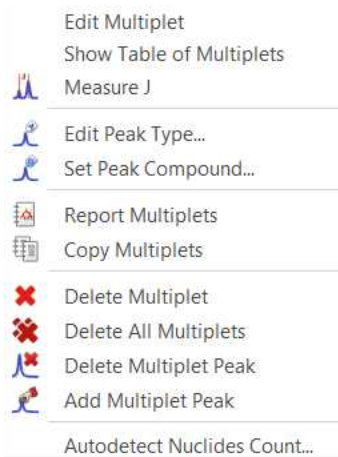 Edit Multiplet
Show Table of Multiplets
Measure J
Edit Peak Type...
Set Peak Compound...
Report Multiplets
Copy Multiplets
Delete Multiplet
Delete All Multiplets
Delete Multiplet Peak
Add Multiplet Peak
Autodetect Nuclides Count...